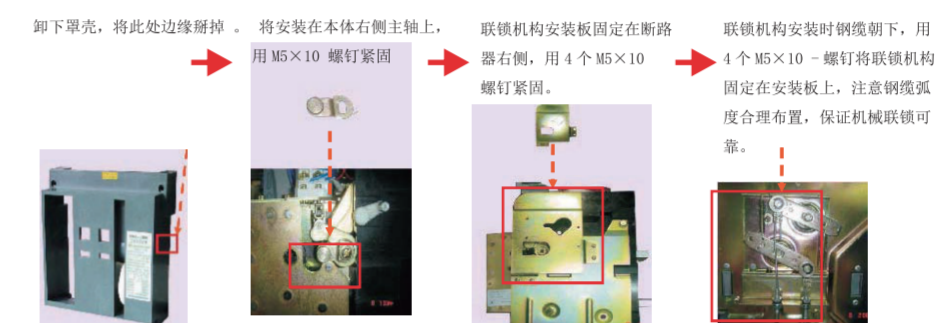 卸下罩壳，将此处边缘掰掉 。
将安装在本体右侧主轴上，
用 M5×10 螺钉紧固
联锁机构安装板固定在断路
器右侧，用 4 个 M5×10
螺钉紧固。
联锁机构安装时钢缆朝下，用
4 个 M5×10 －螺钉将联锁机构
固定在安装板上，注意钢缆弧
度合理布置，保证机械联锁可
靠。